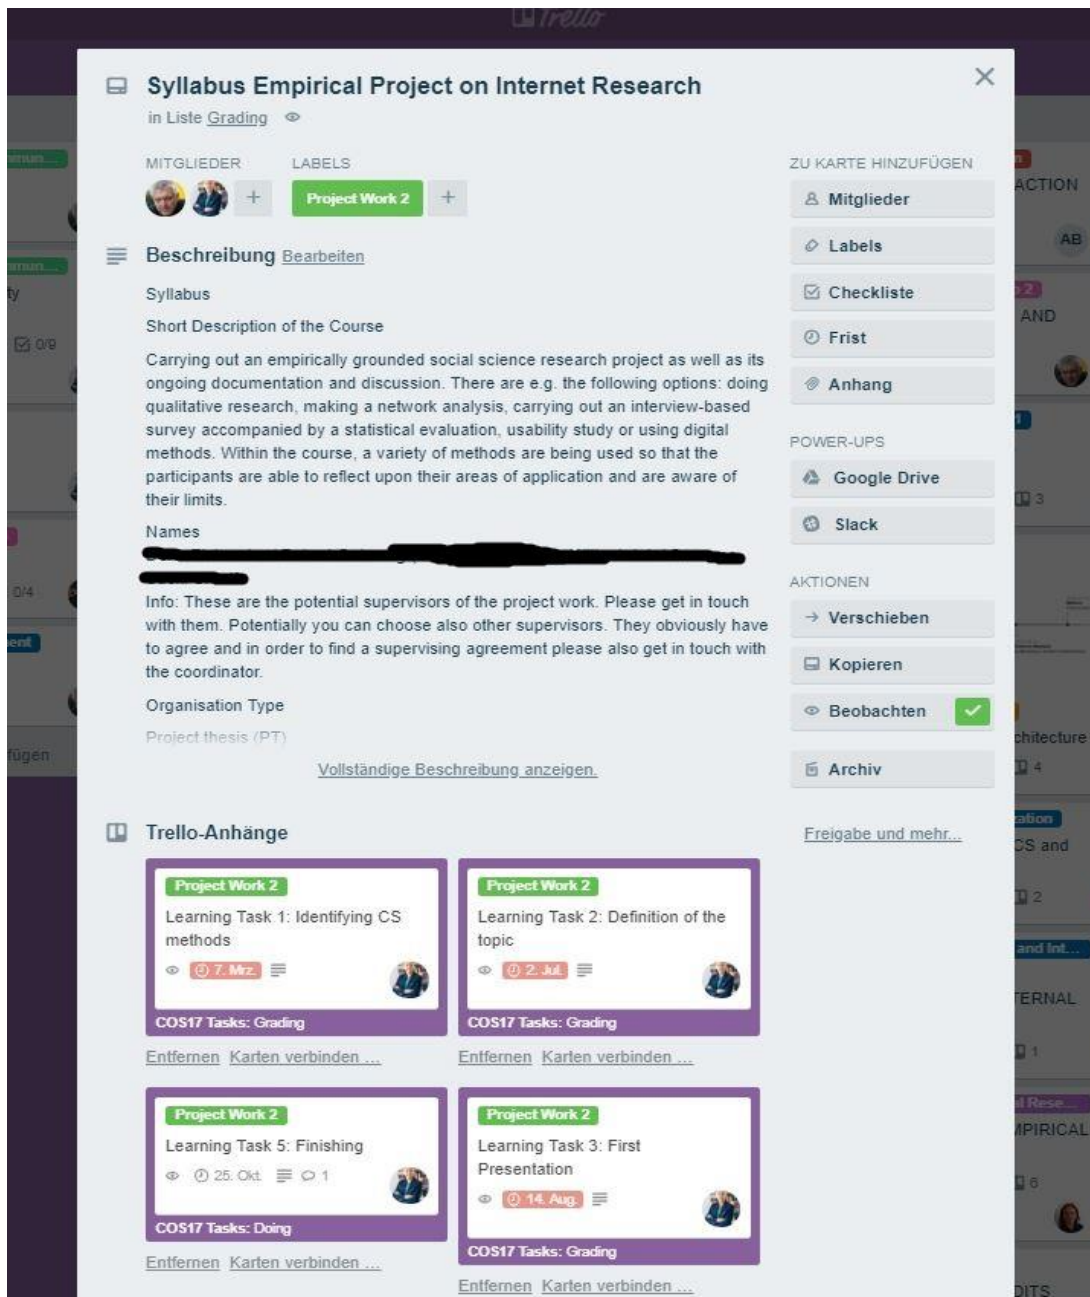 Trello
Syllabus Empirical Project on Internet Research
in Liste Grading
MITGLIEDER LABELS
Project Work 2
Beschreibung Bearbeiten
Syllabus
Short Description of the Course
Carrying out an empirically grounded social science research project as well as its
ongoing documentation and discussion. There are e.g. the following options: doing
qualitative research, making a network analysis, carrying out an interview-based
survey accompanied by a statistical evaluation, usability study or using digital
methods. Within the course, a variety of methods are being used so that the
participants are able to reflect upon their areas of application and are aware of
their limits.
Names
Info: These are the potential supervisors of the project work. Please get in touch
with them. Potentially you can choose also other supervisors. They obviously have
to agree and in order to find a supervising agreement please also get in touch with
the coordinator.
Organisation Type
Project thesis (PT)
Vollständige Beschreibung anzeigen.
Trello-Anhänge
Project Work 2
Learning Task 1: Identifying CS
methods
7. Mrz.
COS17 Tasks: Grading
Entfernen Karten verbinden ...
Project Work 2
Learning Task 2: Definition of the
topic
2. Jul.
COS17 Tasks: Grading
Entfernen Karten verbinden ...
Project Work 2
Learning Task 5: Finishing
25. Okt. 1
COS17 Tasks: Doing
Entfernen Karten verbinden ...
Project Work 2
Learning Task 3: First
Presentation
14. Aug.
COS17 Tasks: Grading
Entfernen Karten verbinden ...
ZU KARTE HINZUFÜGEN
Mitglieder
Labels
Checkliste
Frist
Anhang
POWER-UPS
Google Drive
Slack
AKTIONEN
Verschieben
Kopieren
Beobachten
Archiv
Freigabe und mehr...
mmun...
mmun...
ty
0/9
0/4
ent
fügen
ACTION
AB
2
AND
3
chitecture
4
zation
CS and
2
and Int...
TERNAL
1
al Rese...
MPIRICAL
6
DITS